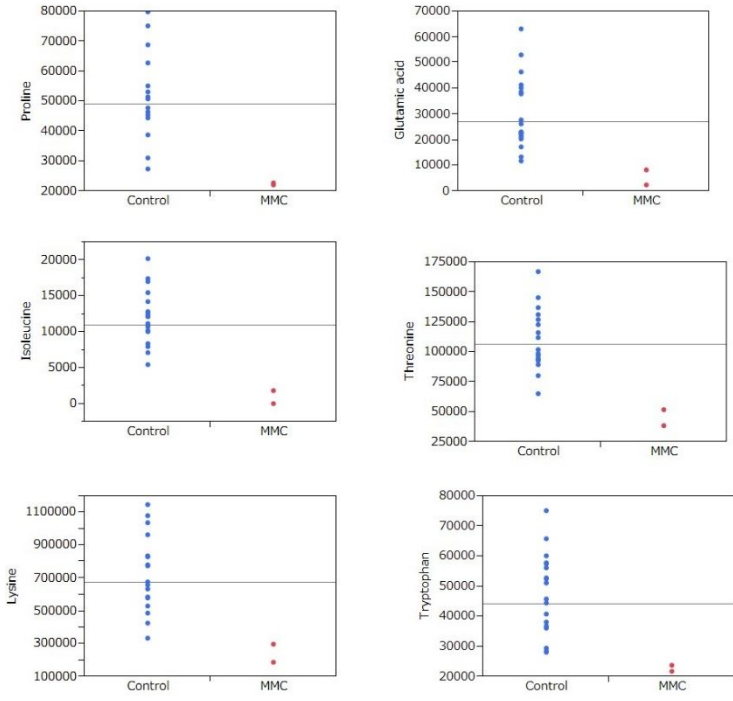 Proline
80000
70000
60000
50000
40000
30000
20000
Control
MMC
Glutamic acid
70000
60000
50000
40000
30000
20000
10000
0
Control
MMC
Isoleucine
20000
15000
10000
5000
0
Control
MMC
Threonine
175000
150000
125000
100000
75000
50000
25000
Control
MMC
Lysine
1100000
900000
700000
500000
300000
100000
Control
MMC
Tryptophan
80000
70000
60000
50000
40000
30000
20000
Control
MMC